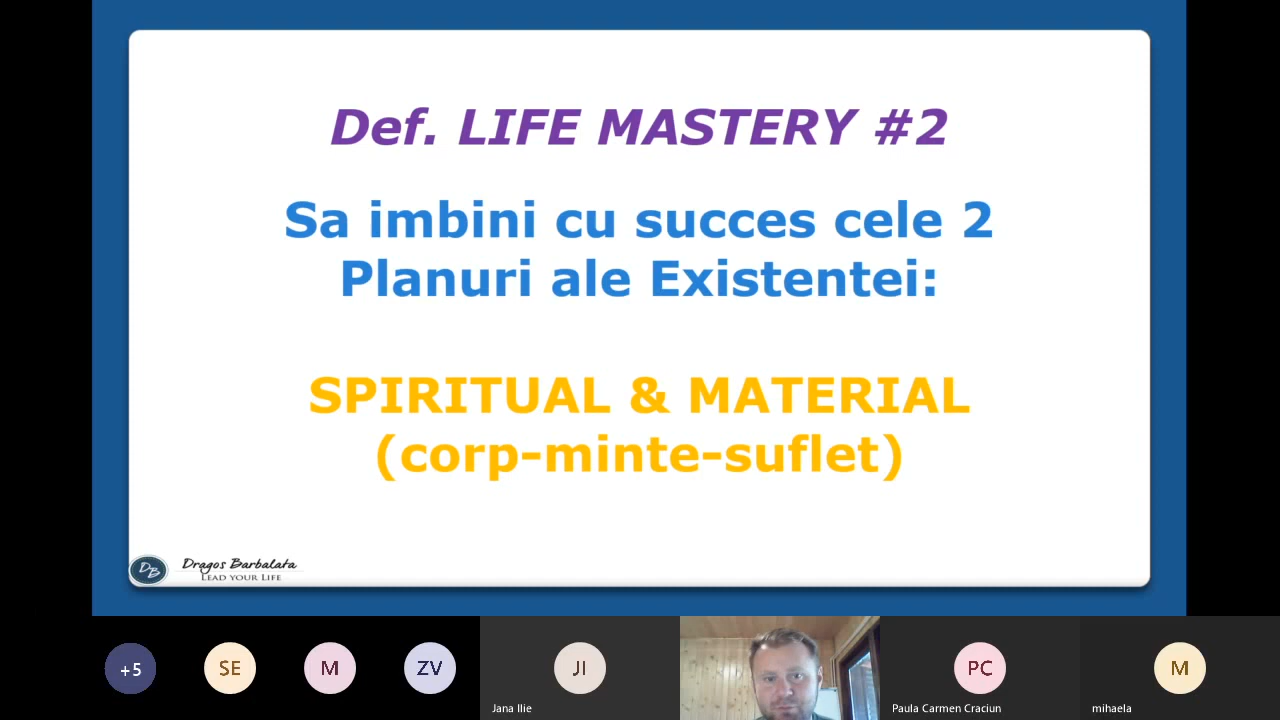 Def. LIFE MASTERY #2
Sa imbini cu succes cele 2
Planuri ale Existentei:
SPIRITUAL & MATERIAL
(corp-minte-suflet)
DB
Dragos Barbalata
LEAD YOUR LIFE
+5
SE
M
ZV
JI
PC
M
Jana Ilie
Paula Carmen Craciun
mihaela